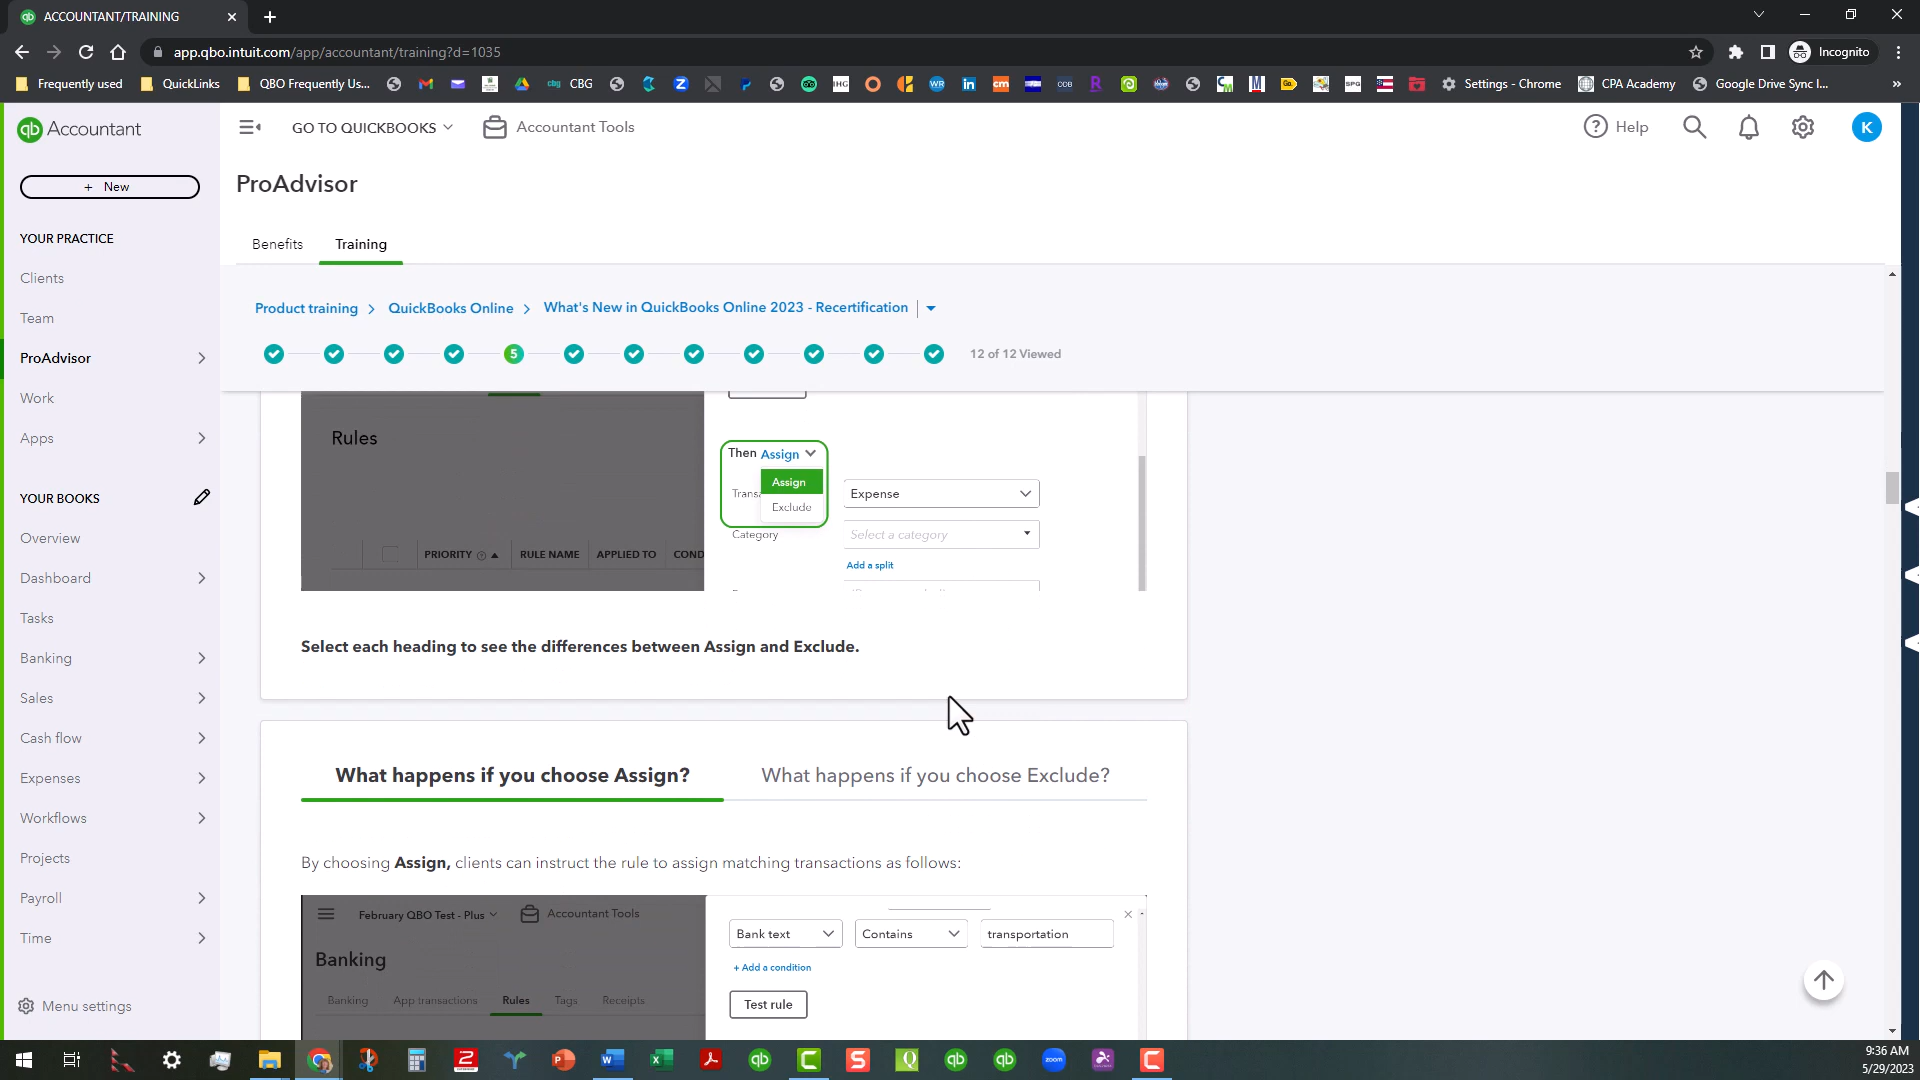 ACCOUNTANT/TRAINING
app.qbo.intuit.com/app/accountant/training?d=1035
Incognito
Frequently used
QuickLinks
QBO Frequently Us...
CBG
Settings - Chrome
CPA Academy
Google Drive Sync I...
»
qb Accountant
GO TO QUICKBOOKS
Accountant Tools
Help
K
+ New
ProAdvisor
YOUR PRACTICE
Benefits
Training
Clients
Team
ProAdvisor
Work
Apps
YOUR BOOKS
Overview
Dashboard
Tasks
Banking
Sales
Cash flow
Expenses
Workflows
Projects
Payroll
Time
Menu settings
Product training > QuickBooks Online > What's New in QuickBooks Online 2023 - Recertification
5
12 of 12 Viewed
Rules
Then Assign
Assign
Exclude
Expense
Category
Select a category
Add a split
PRIORITY
RULE NAME
APPLIED TO
COND
Select each heading to see the differences between Assign and Exclude.
What happens if you choose Assign?
What happens if you choose Exclude?
By choosing Assign, clients can instruct the rule to assign matching transactions as follows:
February QBO Test - Plus
Accountant Tools
Banking
Banking
App transactions
Rules
Tags
Receipts
Bank text
Contains
transportation
+ Add a condition
Test rule
9:36 AM
5/29/2023